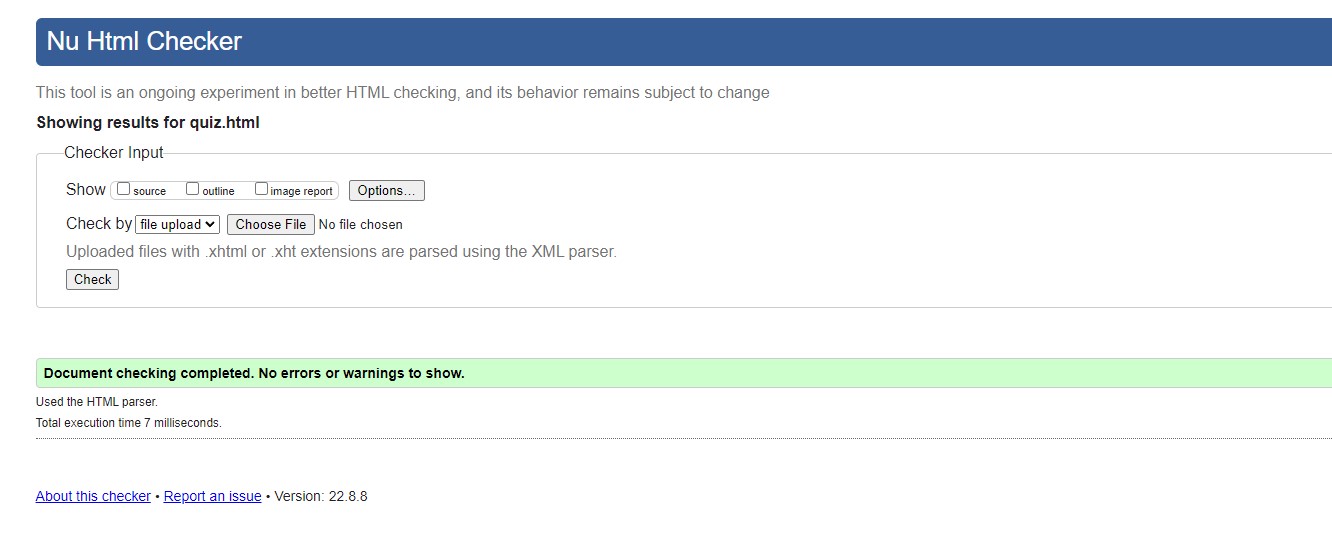 Nu Html Checker
This tool is an ongoing experiment in better HTML checking, and its behavior remains subject to change
Showing results for quiz.html
Checker Input
Show source outline image report Options...
Check by file upload Choose File No file chosen
Uploaded files with .xhtml or .xht extensions are parsed using the XML parser.
Check
Document checking completed. No errors or warnings to show.
Used the HTML parser.
Total execution time 7 milliseconds.
About this checker • Report an issue • Version: 22.8.8